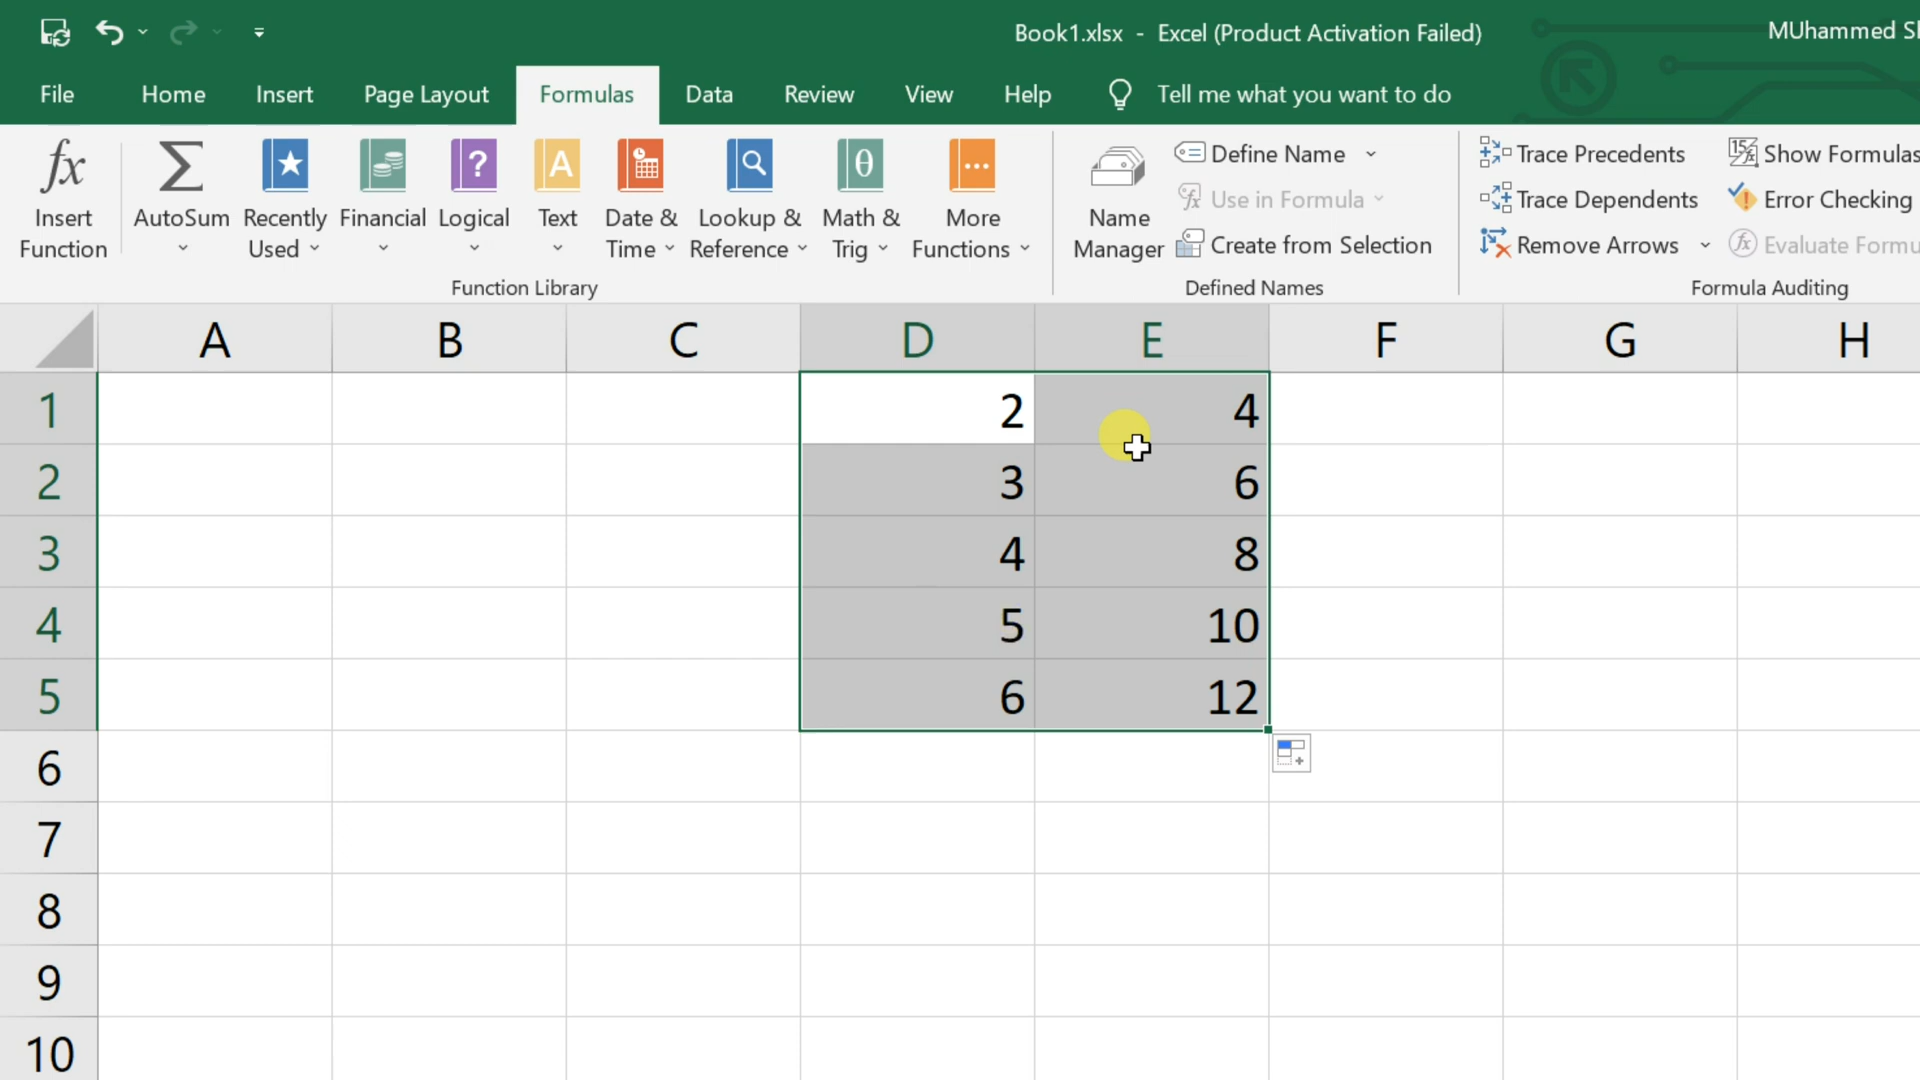 Book1.xlsx - Excel (Product Activation Failed)
MUhammed
File Home Insert Page Layout Formulas Data Review View Help Tell me what you want to do
fx
Insert Function
AutoSum
Recently Used
Financial
Logical
Text
Date & Time
Lookup & Reference
Math & Trig
More Functions
Function Library
Name Manager
Define Name
Use in Formula
Create from Selection
Defined Names
Trace Precedents
Trace Dependents
Remove Arrows
Show Formulas
Error Checking
Evaluate Formu
Formula Auditing
A B C D E F G H
1 2 4
2 3 6
3 4 8
4 5 10
5 6 12
6
7
8
9
10